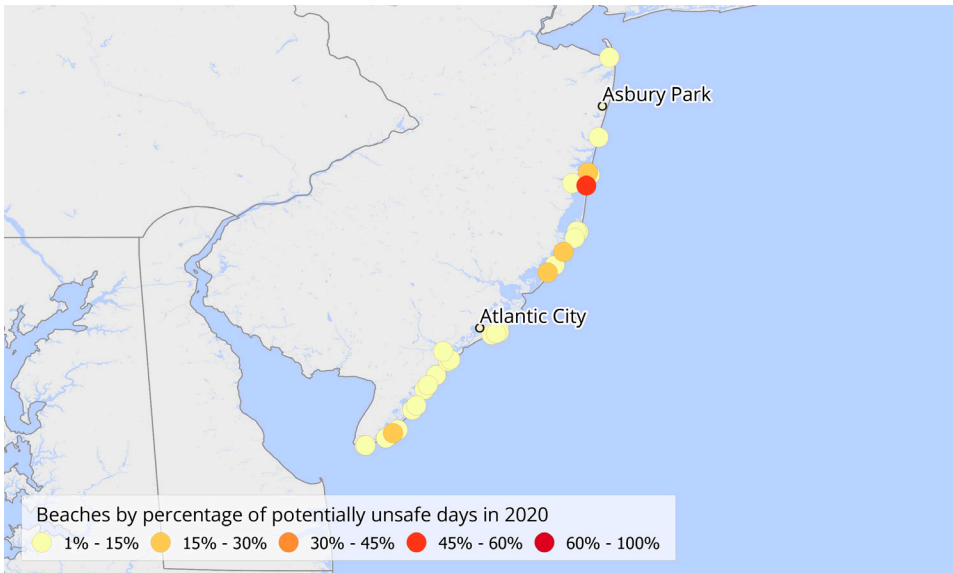 Asbury Park
Atlantic City
Beaches by percentage of potentially unsafe days in 2020
1% - 15% 15% - 30% 30% - 45% 45% - 60% 60% - 100%